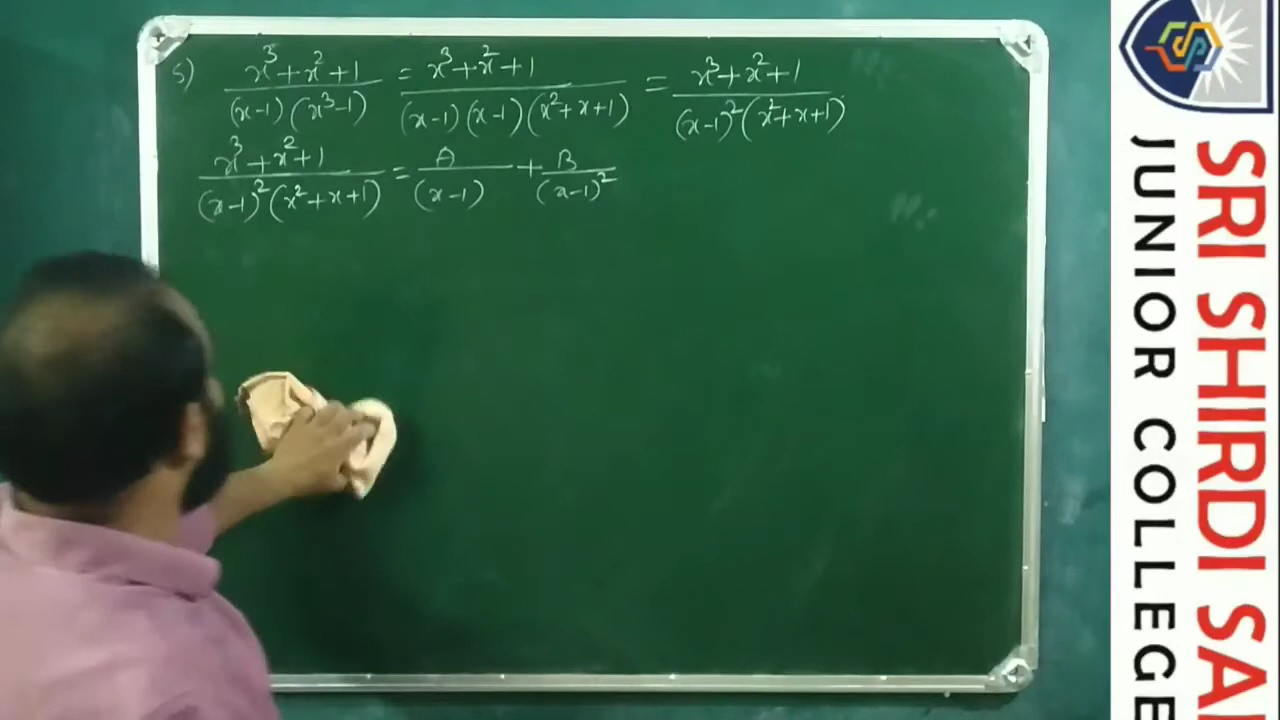 5) x³+x²+1 / (x-1)(x³-1) = x³+x²+1 / (x-1)(x-1)(x²+x+1) = x³+x²+1 / (x-1)²(x²+x+1)
x³+x²+1 / (x-1)²(x²+x+1) = A / (x-1) + B / (x-1)²
SRI SHIRDI SAI
JUNIOR COLLEGE